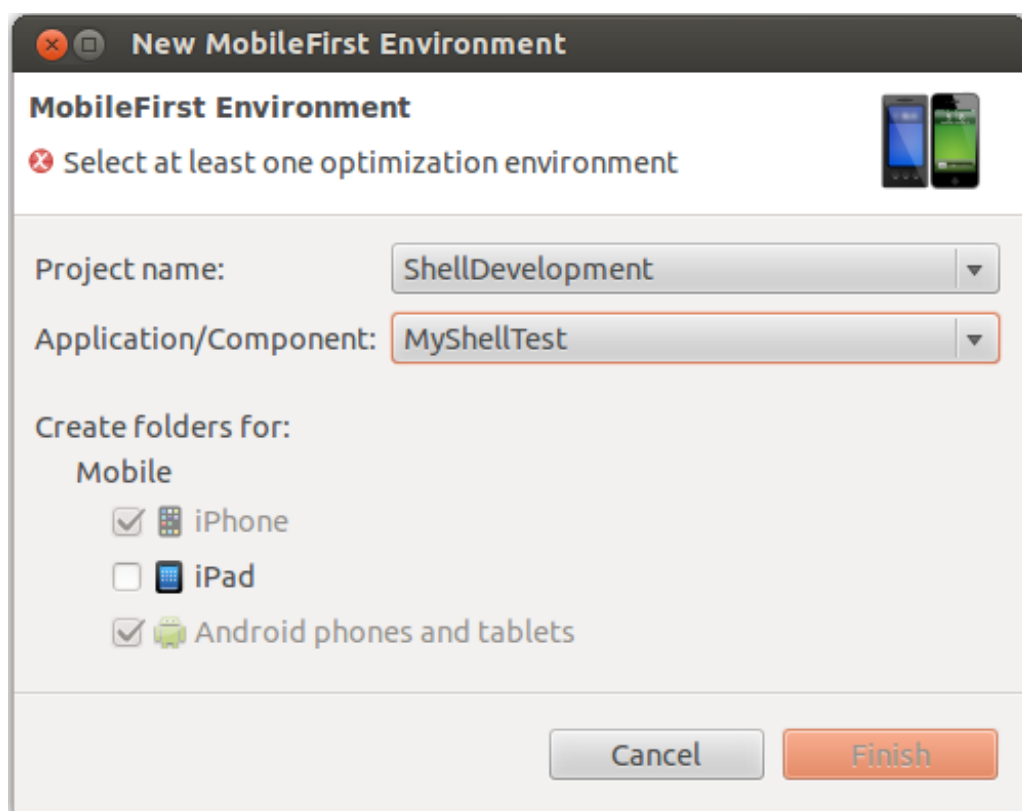 New MobileFirst Environment
MobileFirst Environment
Select at least one optimization environment
Project name: ShellDevelopment
Application/Component: MyShellTest
Create folders for:
Mobile
iPhone
iPad
Android phones and tablets
Cancel Finish